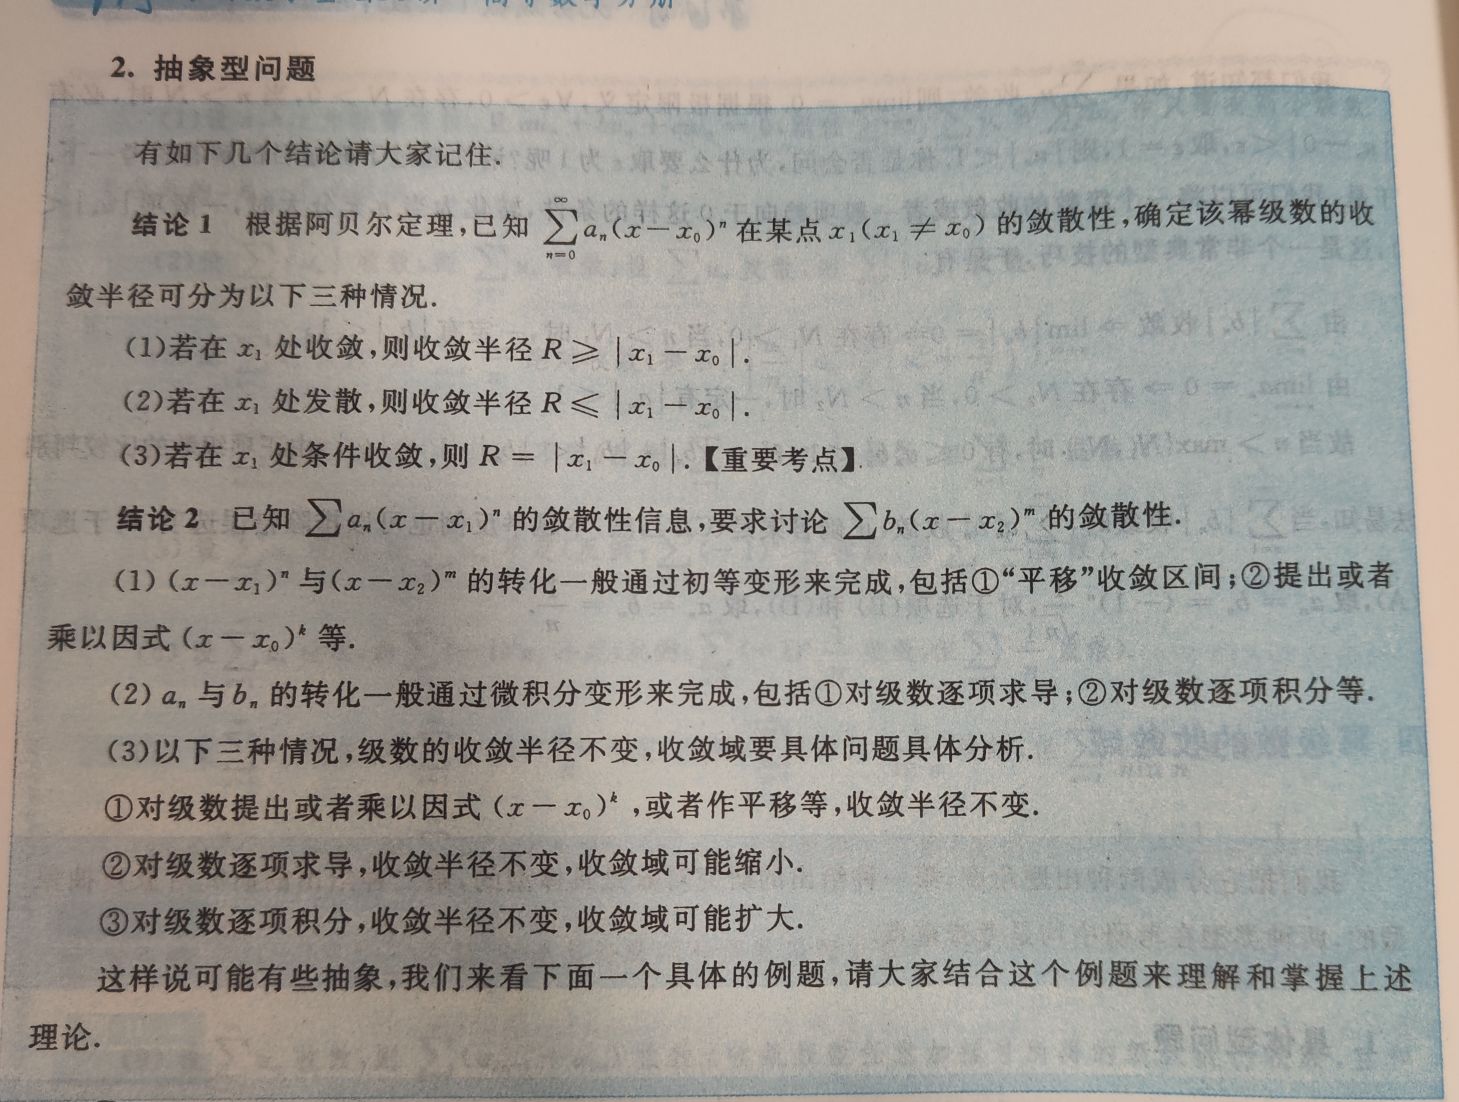 高等数学分册
2. 抽象型问题
有如下几个结论请大家记住.
结论 1 根据阿贝尔定理,已知 $\sum_{n=0}^{\infty} a_n(x-x_0)^n$ 在某点 $x_1(x_1 \neq x_0)$ 的敛散性,确定该幂级数的收
敛半径可分为以下三种情况.
(1)若在 $x_1$ 处收敛,则收敛半径 $R \geqslant |x_1-x_0|$.
(2)若在 $x_1$ 处发散,则收敛半径 $R \leqslant |x_1-x_0|$.
(3)若在 $x_1$ 处条件收敛,则 $R = |x_1-x_0|$.【重要考点】
结论 2 已知 $\sum a_n(x-x_1)^n$ 的敛散性信息,要求讨论 $\sum b_n(x-x_2)^m$ 的敛散性.
(1) $(x-x_1)^n$ 与 $(x-x_2)^m$ 的转化一般通过初等变形来完成,包括①“平移”收敛区间;②提出或者
乘以因式 $(x-x_0)^k$ 等.
(2) $a_n$ 与 $b_n$ 的转化一般通过微积分变形来完成,包括①对级数逐项求导;②对级数逐项积分等.
(3)以下三种情况,级数的收敛半径不变,收敛域要具体问题具体分析.
①对级数提出或者乘以因式 $(x-x_0)^k$,或者作平移等,收敛半径不变.
②对级数逐项求导,收敛半径不变,收敛域可能缩小.
③对级数逐项积分,收敛半径不变,收敛域可能扩大.
这样说可能有些抽象,我们来看下面一个具体的例题,请大家结合这个例题来理解和掌握上述
理论.